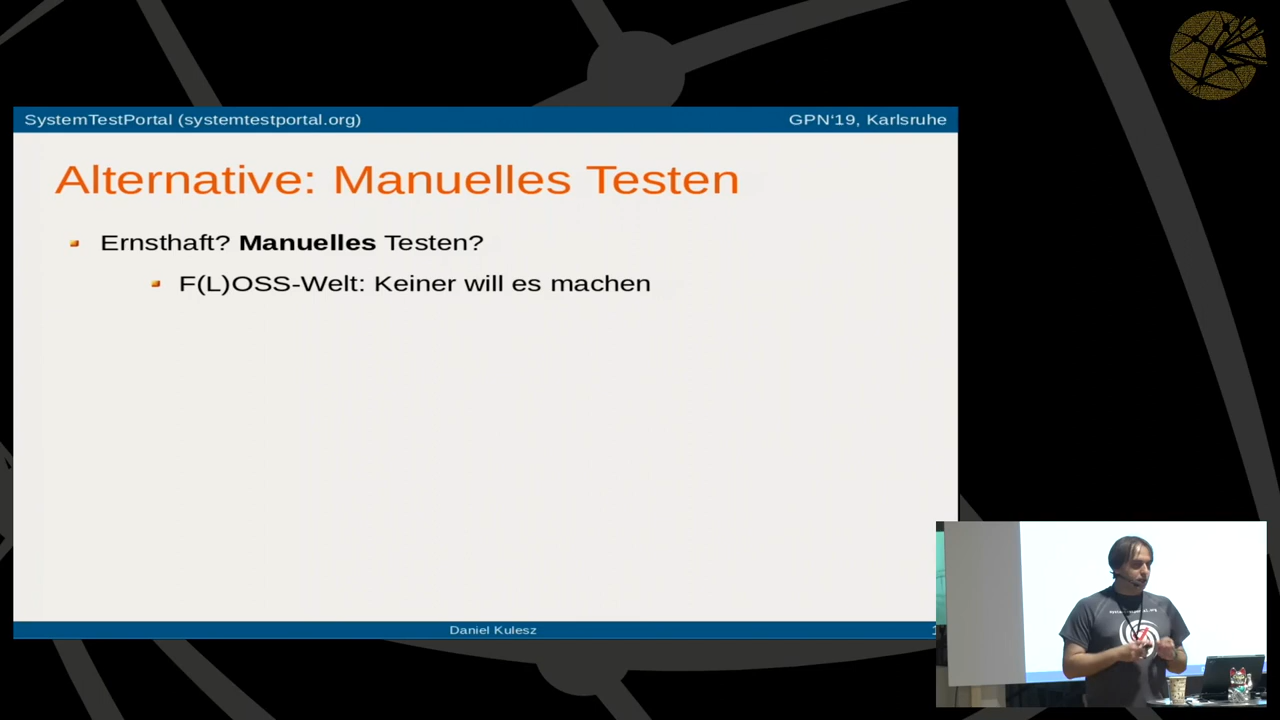 SystemTestPortal (systemtestportal.org)
GPN‘19, Karlsruhe
Alternative: Manuelles Testen
Ernsthaft? Manuelles Testen?
F(L)OSS-Welt: Keiner will es machen
Daniel Kulesz